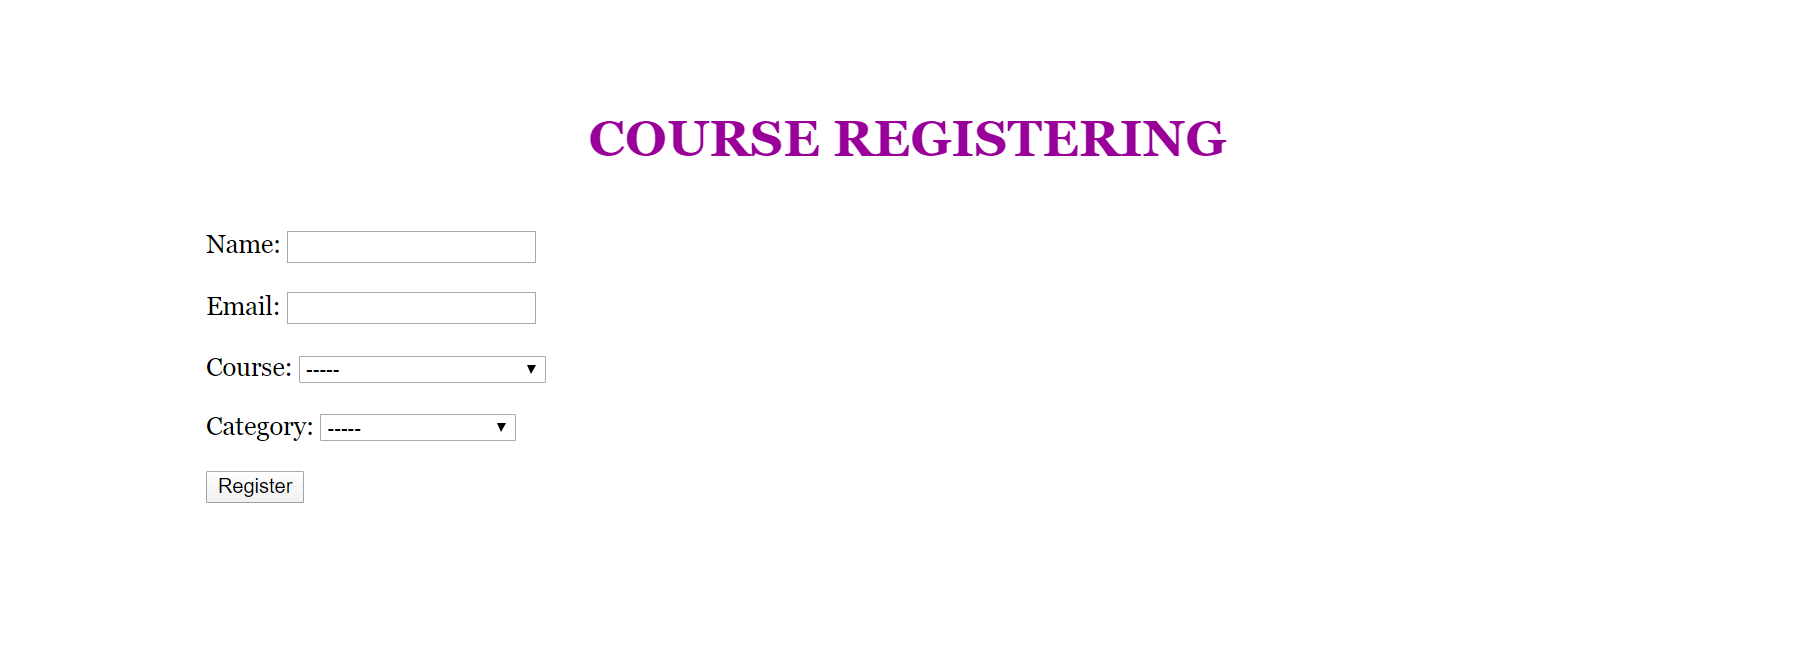 COURSE REGISTERING
Name:
Email:
Course: -----
Category: -----
Register